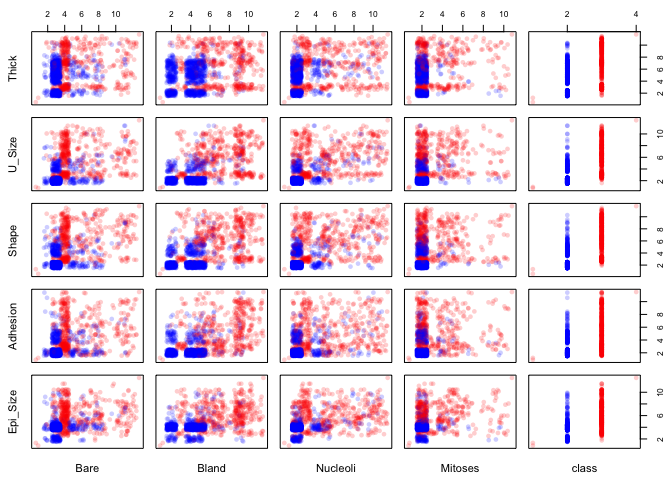 2 4 6 8 10
2 4 6 8 10
2 4 6 8 10
2 4 6 8 10
2 4
Thick
2 4 6 8
U_Size
2 6 10
Shape
2 4 6 8
Adhesion
2 4 6 8 10
Epi_Size
2 6 10
Bare Bland Nucleoli Mitoses class